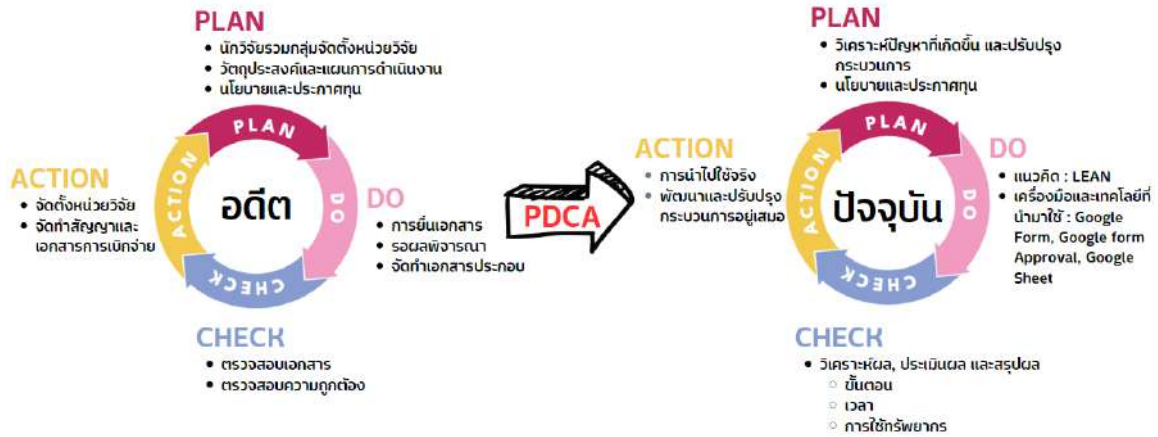 PLAN
• นักวิจัยรวมกลุ่มจัดตั้งหน่วยวิจัย
• วัตถุประสงค์และแผนการดำเนินงาน
• นโยบายและประกาศทุน
ACTION
• จัดตั้งหน่วยวิจัย
• จัดทำสัญญาและ
เอกสารการเบิกจ่าย
PLAN
DO
CHECK
ACTION
อดีต
DO
• การยื่นเอกสาร
• รอผลพิจารณา
• จัดทำเอกสารประกอบ
CHECK
• ตรวจสอบเอกสาร
• ตรวจสอบความถูกต้อง
PDCA
PLAN
• วิเคราะห์ปัญหาที่เกิดขึ้น และปรับปรุง
กระบวนการ
• นโยบายและประกาศทุน
ACTION
• การนำไปใช้จริง
• พัฒนาและปรับปรุง
กระบวนการอยู่เสมอ
PLAN
DO
CHECK
ACTION
ปัจจุบัน
DO
• แนวคิด : LEAN
• เครื่องมือและเทคโลยีที่
นำมาใช้ : Google
Form, Google form
Approval, Google
Sheet
CHECK
• วิเคราะห์ผล, ประเมินผล และสรุปผล
○ ขั้นตอน
○ เวลา
○ การใช้ทรัพยากร